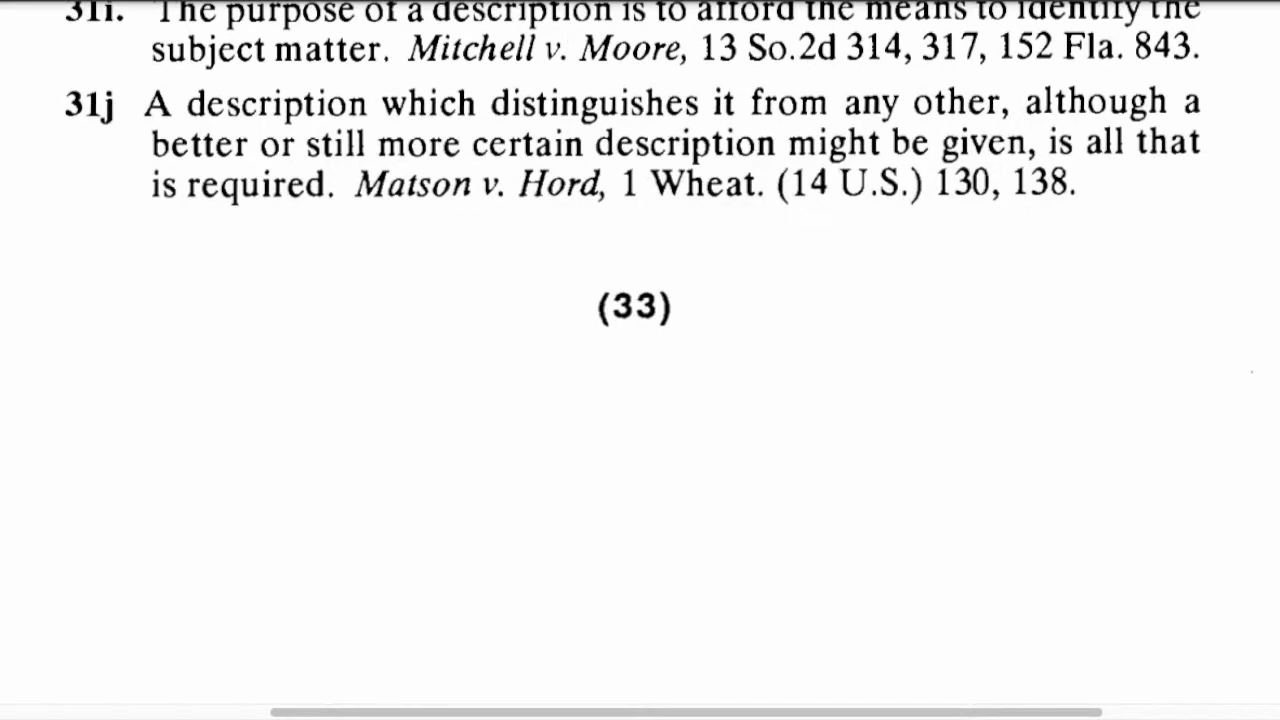 31i. The purpose of a description is to afford the means to identify the
subject matter. Mitchell v. Moore, 13 So.2d 314, 317, 152 Fla. 843.
31j A description which distinguishes it from any other, although a
better or still more certain description might be given, is all that
is required. Matson v. Hord, 1 Wheat. (14 U.S.) 130, 138.
(33)